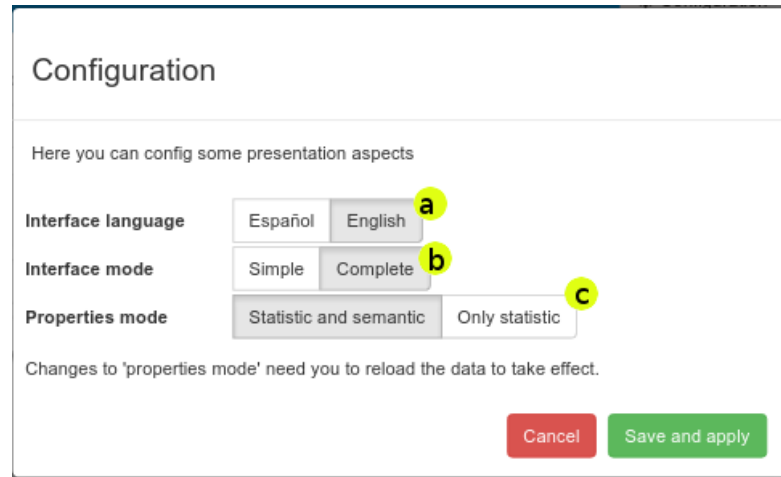 Configuration
Here you can config some presentation aspects
Interface language Español English a
Interface mode Simple Complete b
Properties mode Statistic and semantic Only statistic c
Changes to 'properties mode' need you to reload the data to take effect.
Cancel Save and apply